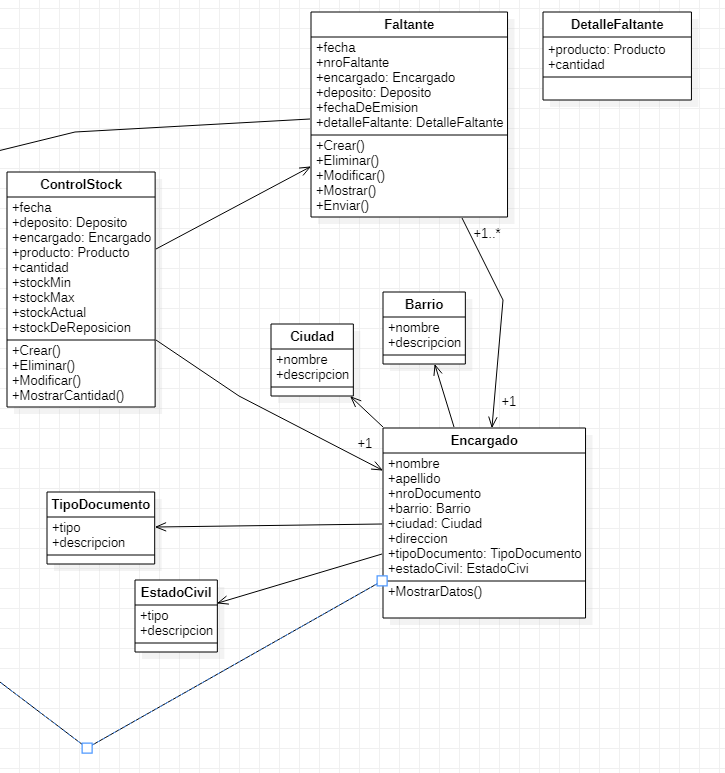 Faltante
+fecha
+nroFaltante
+encargado: Encargado
+deposito: Deposito
+fechaDeEmision
+detalleFaltante: DetalleFaltante
+Crear()
+Eliminar()
+Modificar()
+Mostrar()
+Enviar()
DetalleFaltante
+producto: Producto
+cantidad
ControlStock
+fecha
+deposito: Deposito
+encargado: Encargado
+producto: Producto
+cantidad
+stockMin
+stockMax
+stockActual
+stockDeReposicion
+Crear()
+Eliminar()
+Modificar()
+MostrarCantidad()
+1..*
Barrio
+nombre
+descripcion
Ciudad
+nombre
+descripcion
+1
+1
Encargado
+nombre
+apellido
+nroDocumento
+barrio: Barrio
+ciudad: Ciudad
+direccion
+tipoDocumento: TipoDocumento
+estadoCivil: EstadoCivi
+MostrarDatos()
TipoDocumento
+tipo
+descripcion
EstadoCivil
+tipo
+descripcion